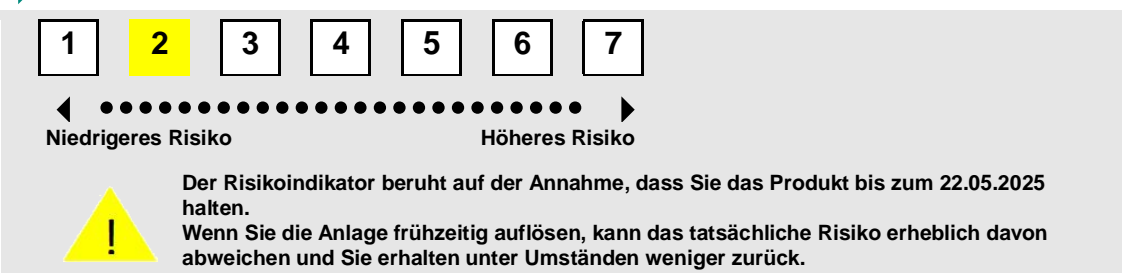 1 2 3 4 5 6 7
Niedrigeres Risiko Höheres Risiko
Der Risikoindikator beruht auf der Annahme, dass Sie das Produkt bis zum 22.05.2025
halten.
!
Wenn Sie die Anlage frühzeitig auflösen, kann das tatsächliche Risiko erheblich davon
abweichen und Sie erhalten unter Umständen weniger zurück.